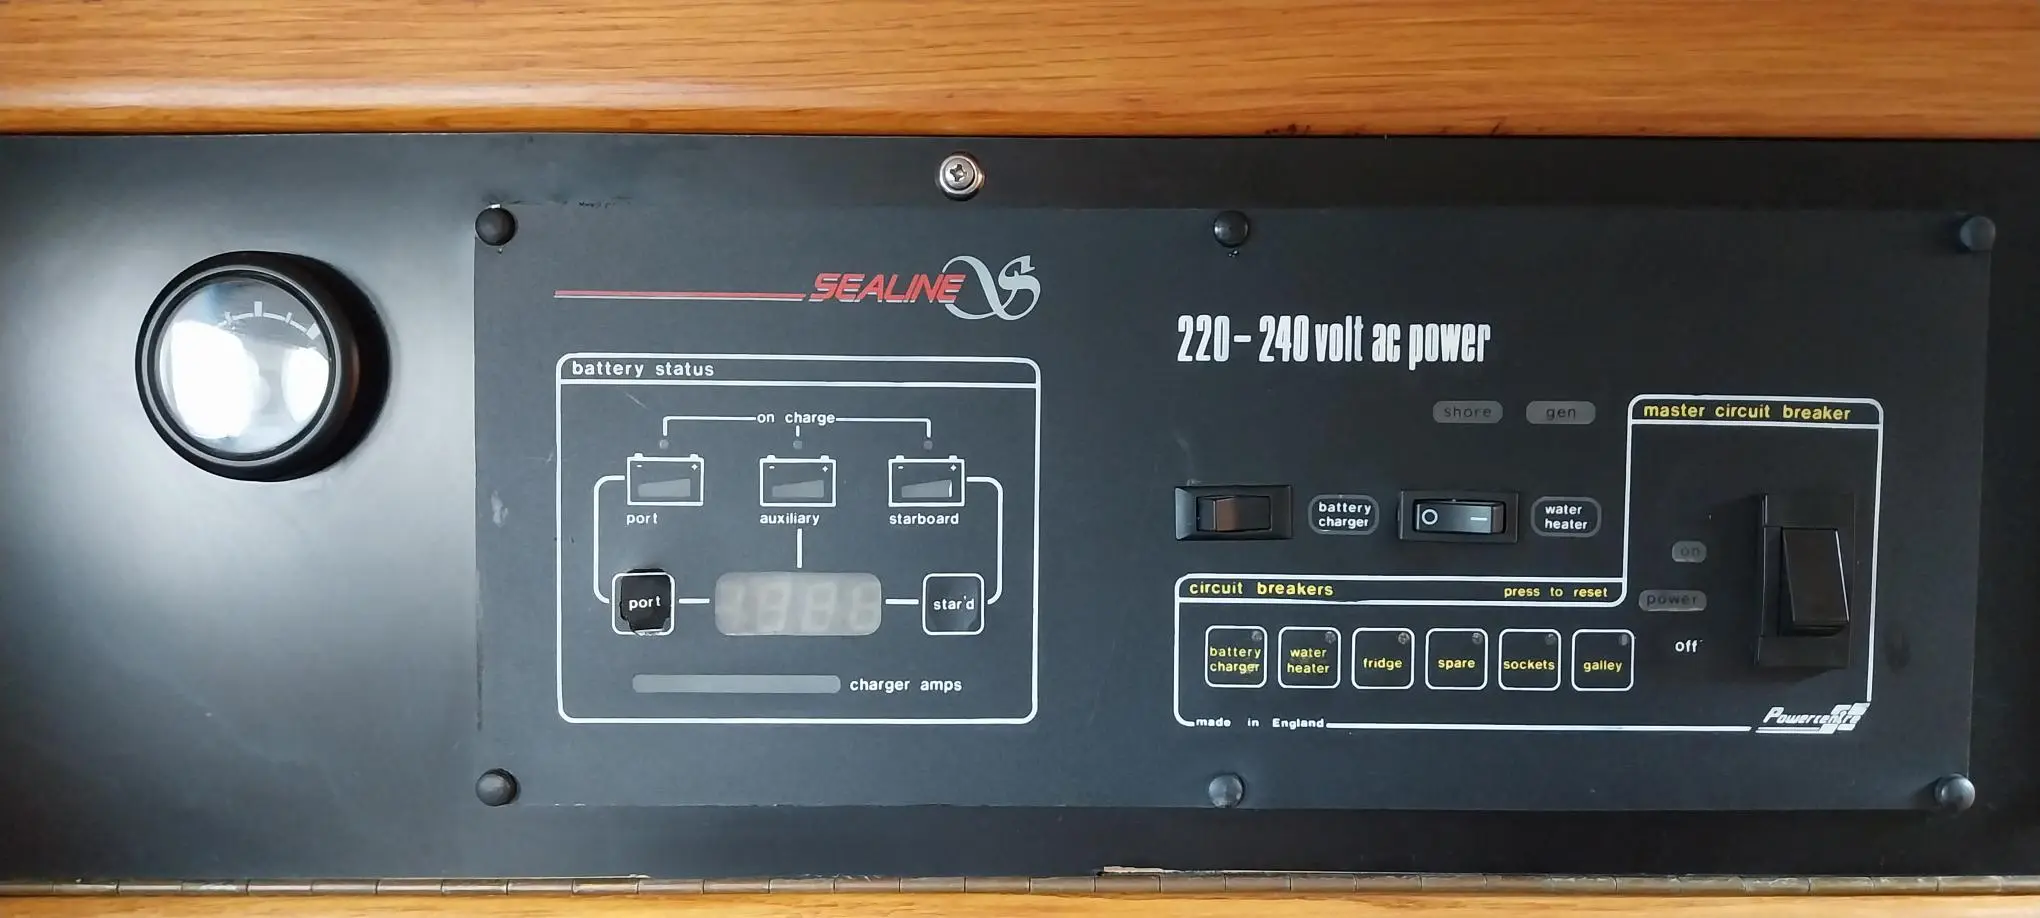 SEALINE S
battery status
on charge
port
auxiliary
starboard
port
star'd
charger amps
220-240 volt ac power
shore
gen
battery
charger
water
heater
master circuit breaker
on
power
off
circuit breakers
press to reset
battery
charger
water
heater
fridge
spare
sockets
galley
made in England
Powercentre